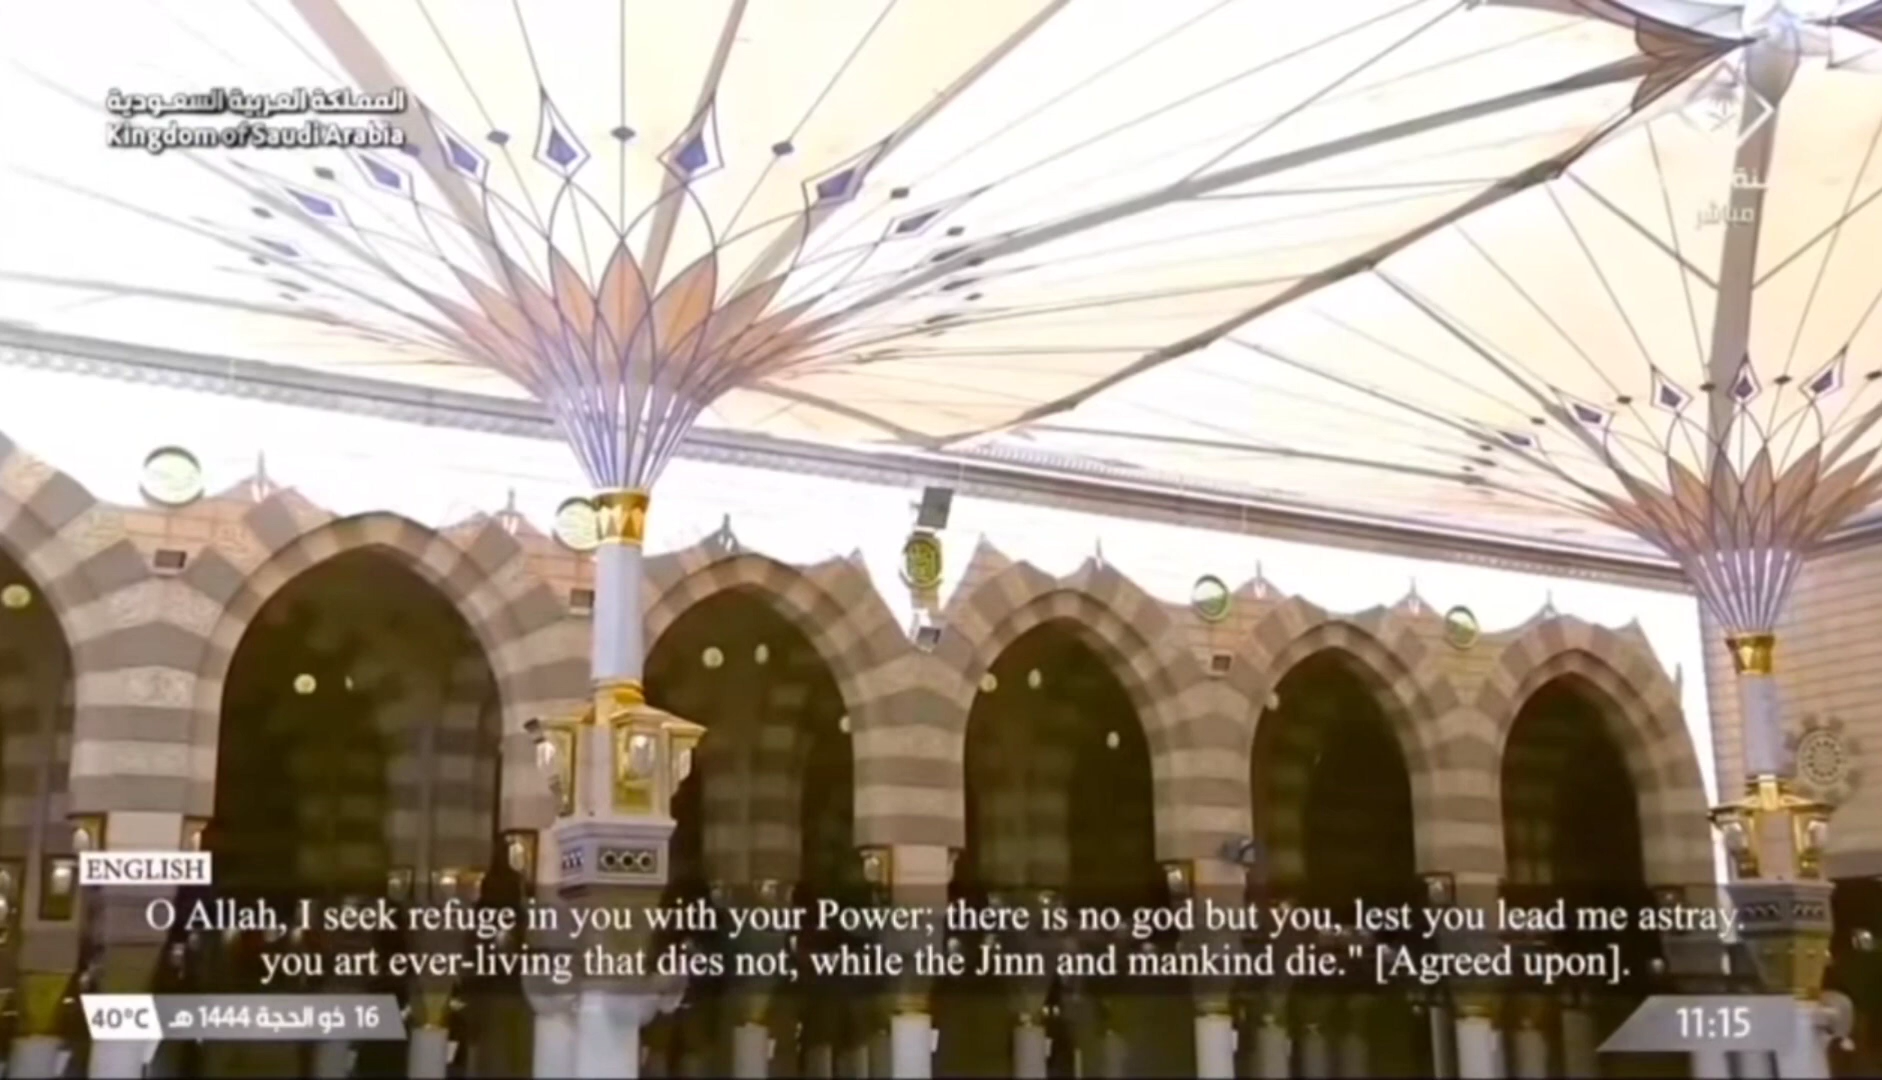 المملكة العربية السعودية
Kingdom of Saudi Arabia
مباشر
ENGLISH
O Allah, I seek refuge in you with your Power; there is no god but you, lest you lead me astray.
you art ever-living that dies not, while the Jinn and mankind die." [Agreed upon].
40°C
16 ذو الحجة 1444 هـ
11:15